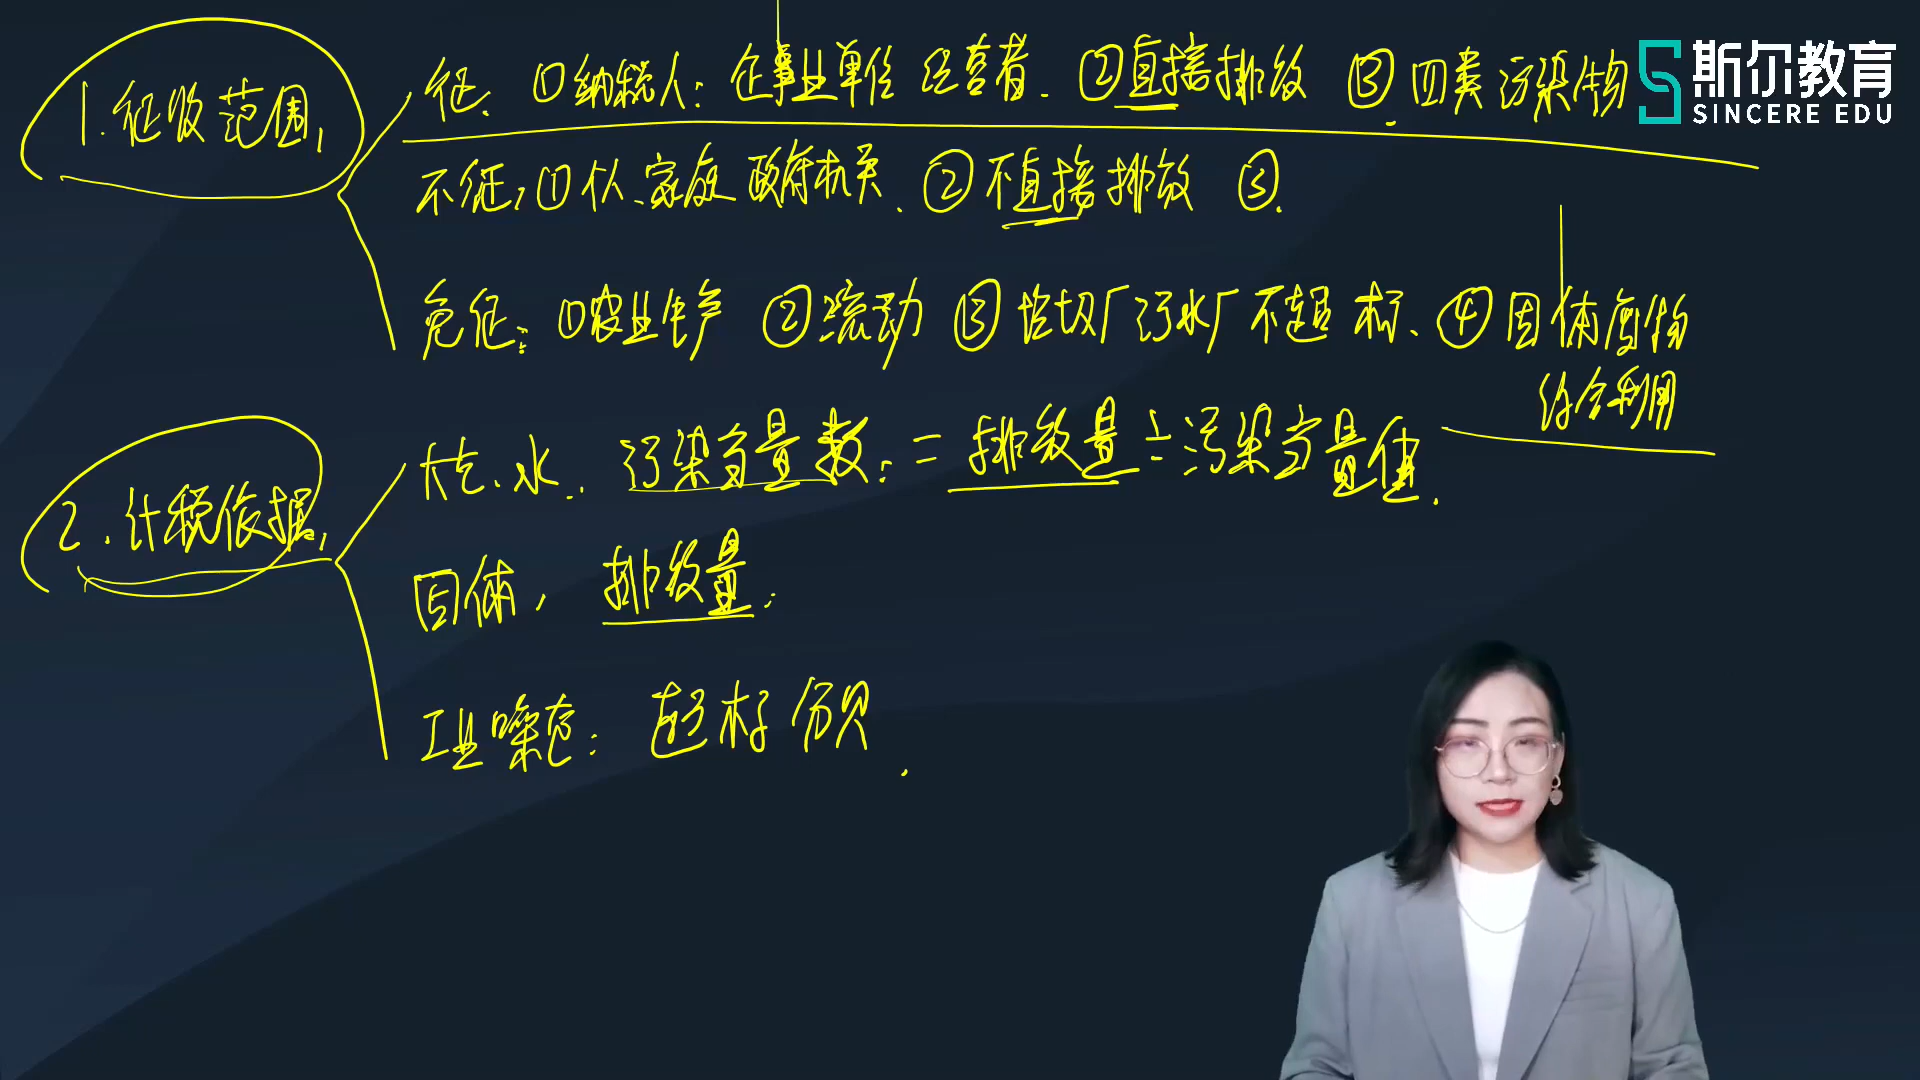 斯尔教育
SINCERE EDU
1.征收范围,
征、①纳税人:企事业单位 经营者. ②直接排放 ③四类污染物
不征,①个人、家庭 政府机关、②不直接排放 ③.
免征:①农业生产 ②流动 ③垃圾厂污水厂不超标、④固体废物
综合利用
2.计税依据,
大气、水.. 污染当量数:=排放量÷污染当量值.
固体, 排放量.
工业噪音: 超标分贝.